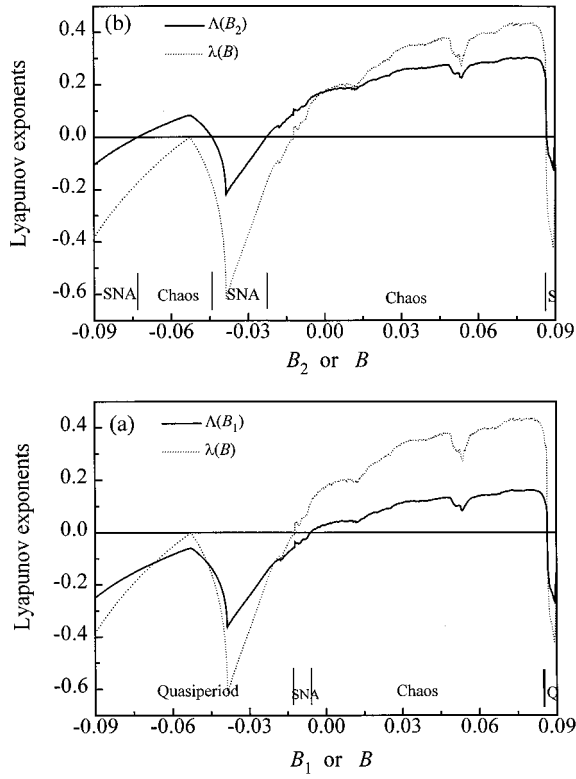 (b)
Λ(B₂)
λ(B)
Lyapunov exponents
0.4
0.2
0.0
-0.2
-0.4
-0.6
SNA
Chaos
SNA
Chaos
S
-0.09 -0.06 -0.03 0.00 0.03 0.06 0.09
B₂ or B
(a)
Λ(B₁)
λ(B)
Lyapunov exponents
0.4
0.2
0.0
-0.2
-0.4
-0.6
Quasiperiod
SNA
Chaos
Q
-0.09 -0.06 -0.03 0.00 0.03 0.06 0.09
B₁ or B